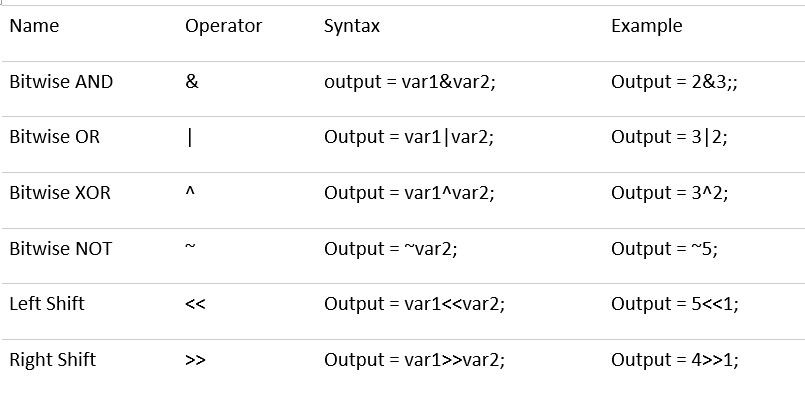 Name Operator Syntax Example
Bitwise AND & output = var1&var2; Output = 2&3;;
Bitwise OR | Output = var1|var2; Output = 3|2;
Bitwise XOR ^ Output = var1^var2; Output = 3^2;
Bitwise NOT ~ Output = ~var2; Output = ~5;
Left Shift << Output = var1<<var2; Output = 5<<1;
Right Shift >> Output = var1>>var2; Output = 4>>1;